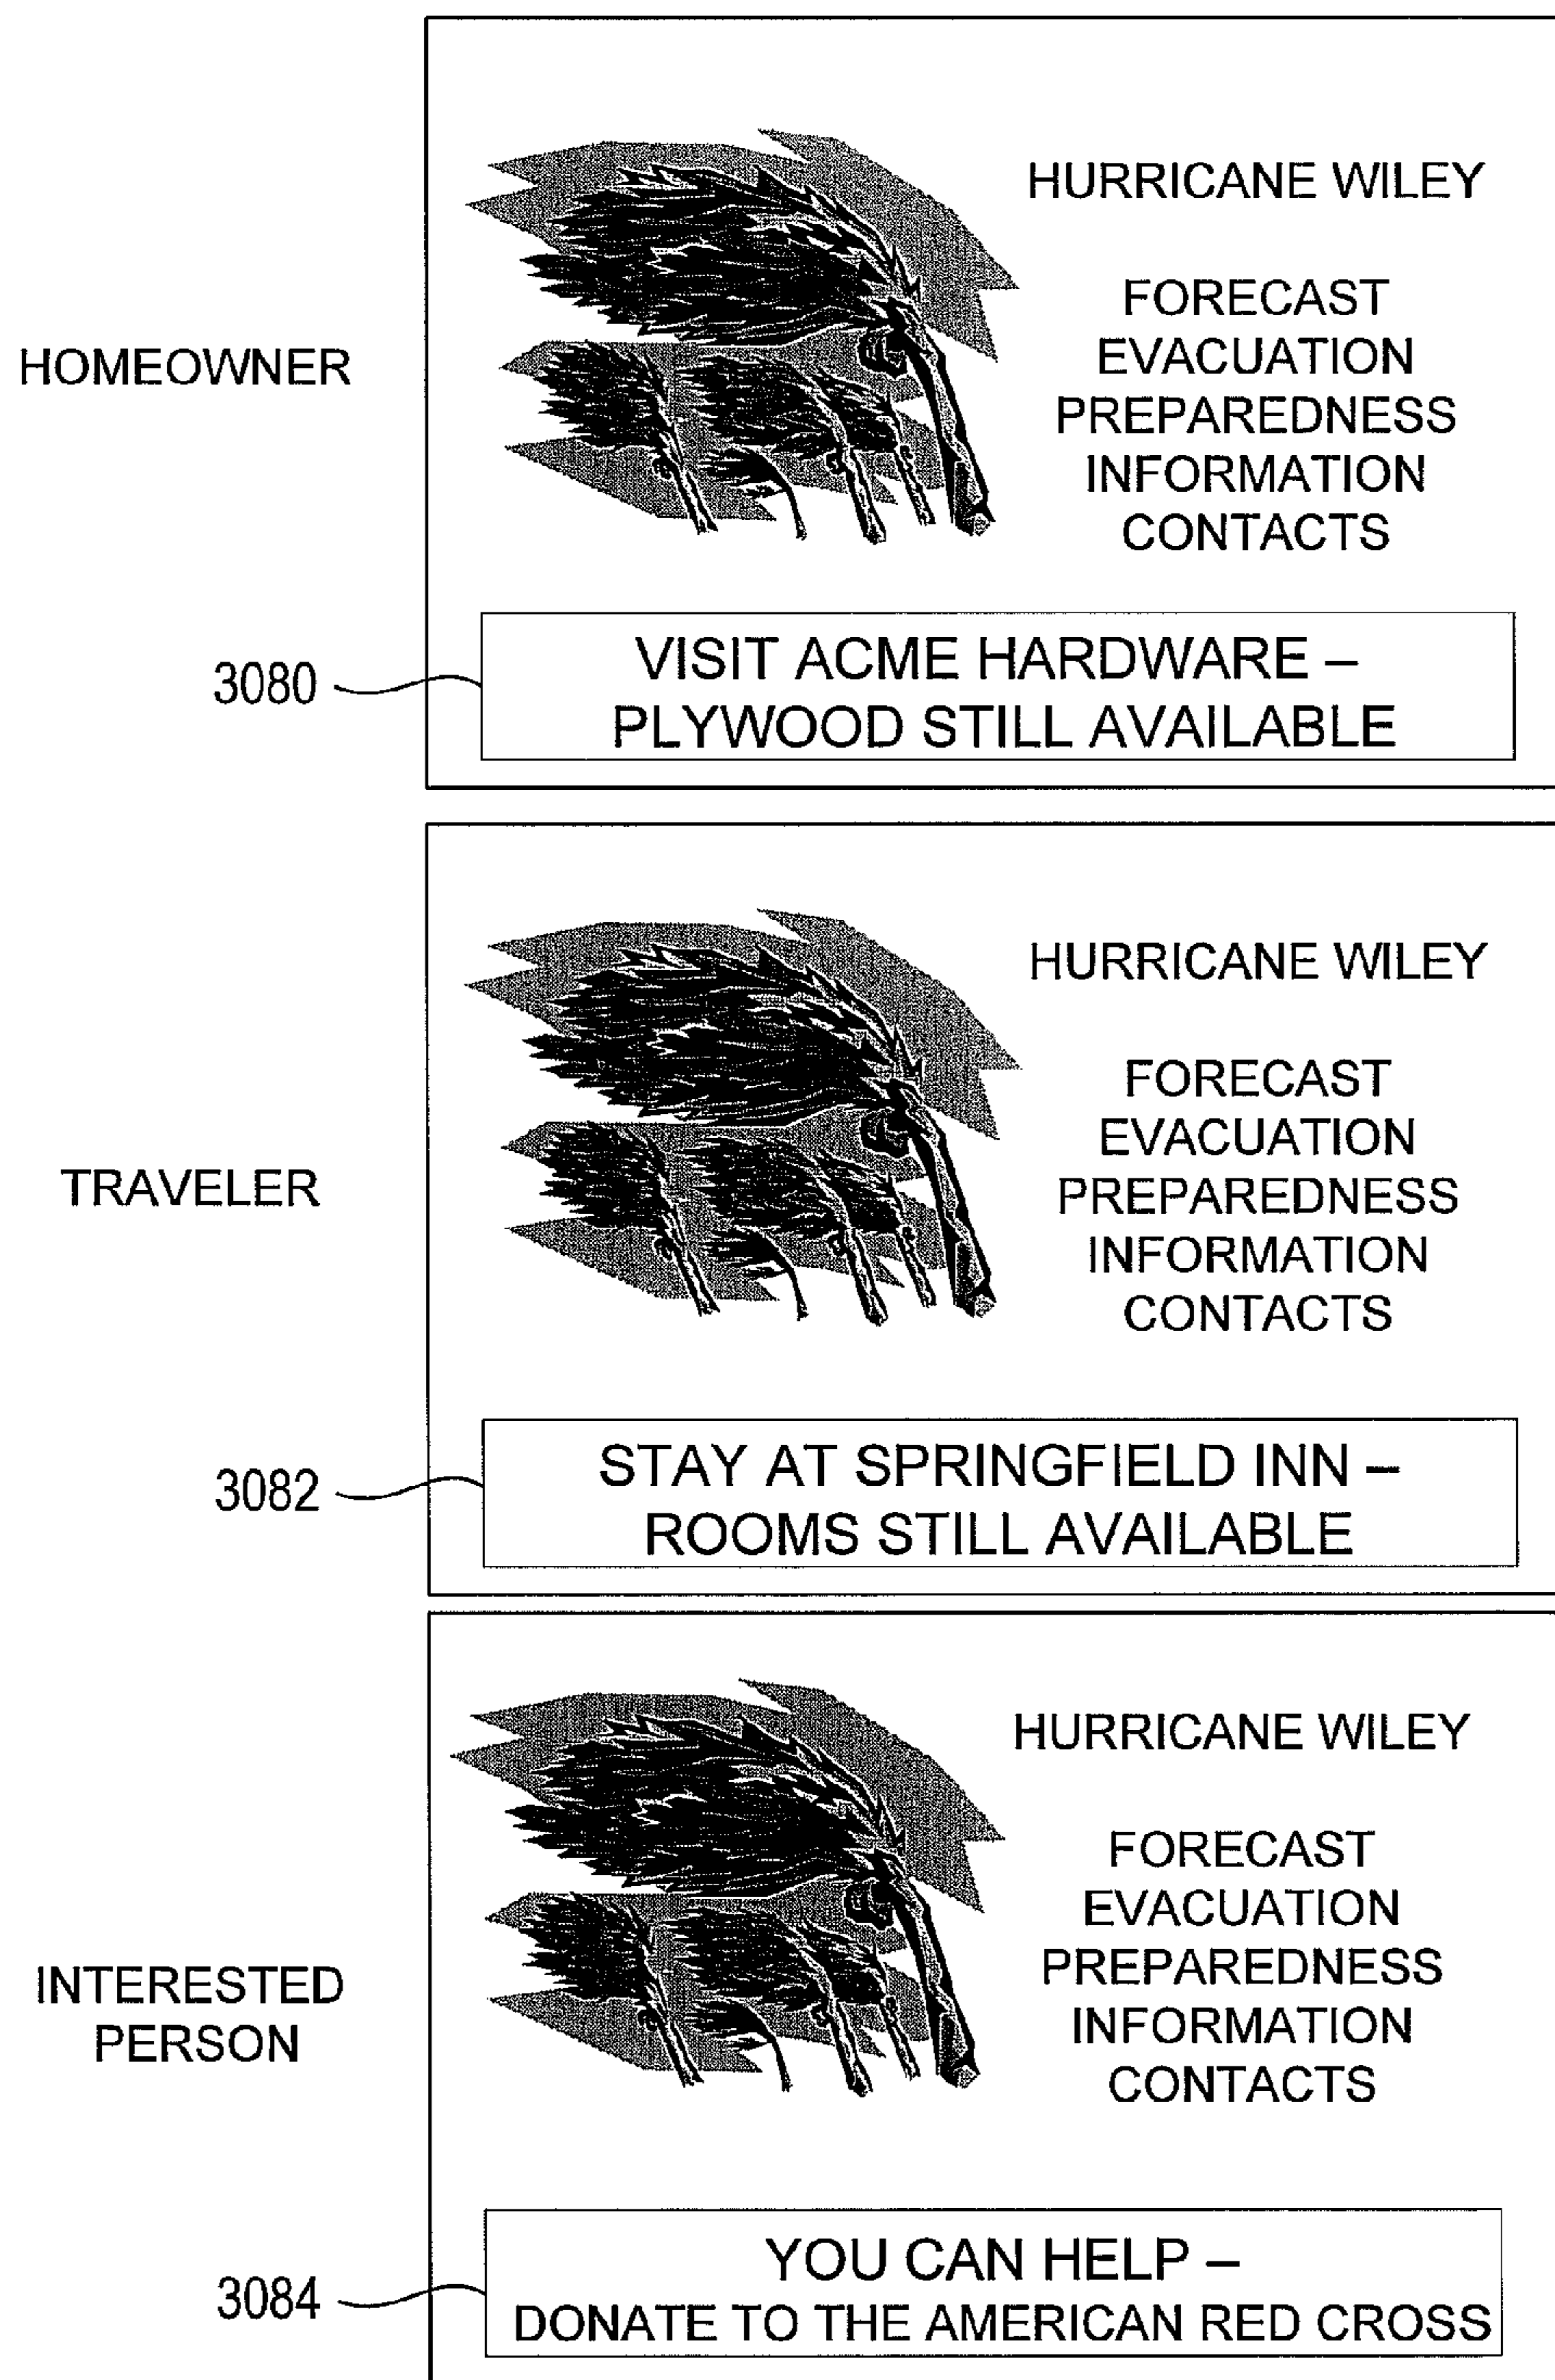 HOMEOWNER
HURRICANE WILEY
FORECAST
EVACUATION
PREPAREDNESS
INFORMATION
CONTACTS
3080
VISIT ACME HARDWARE –
PLYWOOD STILL AVAILABLE
TRAVELER
HURRICANE WILEY
FORECAST
EVACUATION
PREPAREDNESS
INFORMATION
CONTACTS
3082
STAY AT SPRINGFIELD INN –
ROOMS STILL AVAILABLE
INTERESTED
PERSON
HURRICANE WILEY
FORECAST
EVACUATION
PREPAREDNESS
INFORMATION
CONTACTS
3084
YOU CAN HELP –
DONATE TO THE AMERICAN RED CROSS